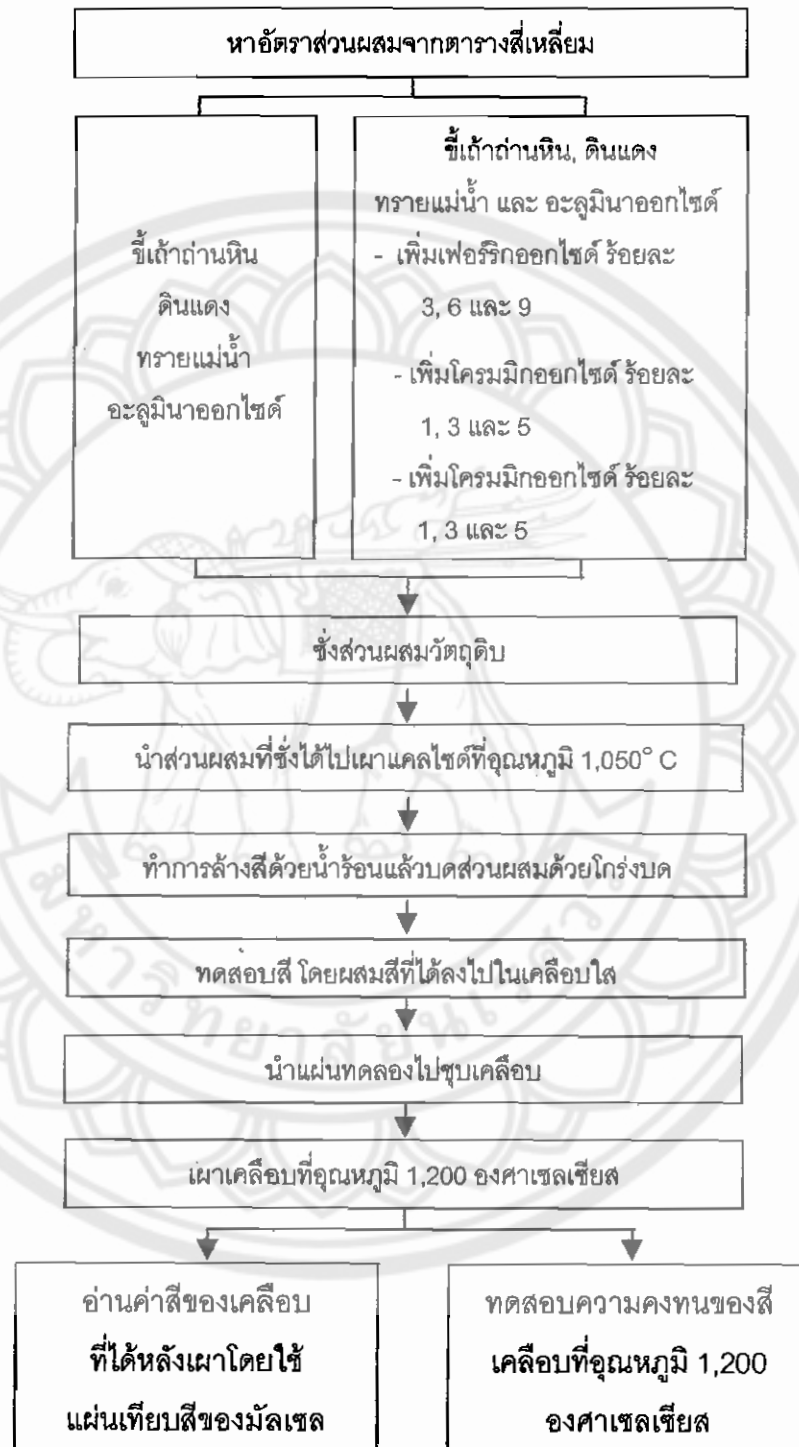 หาอัตราส่วนผสมจากตารางสี่เหลี่ยม
ขี้เถ้าถ่านหิน
ดินแดง
ทรายแม่น้ำ
อะลูมินาออกไซด์
ขี้เถ้าถ่านหิน, ดินแดง
ทรายแม่น้ำ และ อะลูมินาออกไซด์
- เพิ่มเฟอร์ริกออกไซด์ ร้อยละ
3, 6 และ 9
- เพิ่มโครมมิกออกไซด์ ร้อยละ
1, 3 และ 5
- เพิ่มโครมมิกออกไซด์ ร้อยละ
1, 3 และ 5
ชั่งส่วนผสมวัตถุดิบ
นำส่วนผสมที่ชั่งได้ไปเผาแคลไซด์ที่อุณหภูมิ 1,050° C
ทำการล้างสีด้วยน้ำร้อนแล้วบดส่วนผสมด้วยโกร่งบด
ทดสอบสี โดยผสมสีที่ได้ลงไปในเคลือบใส
นำแผ่นทดลองไปชุบเคลือบ
เผาเคลือบที่อุณหภูมิ 1,200 องศาเซลเซียส
อ่านค่าสีของเคลือบ
ที่ได้หลังเผาโดยใช้
แผ่นเทียบสีของมัลเซล
ทดสอบความคงทนของสี
เคลือบที่อุณหภูมิ 1,200
องศาเซลเซียส
มหาวิทยาลัยนเรศวร